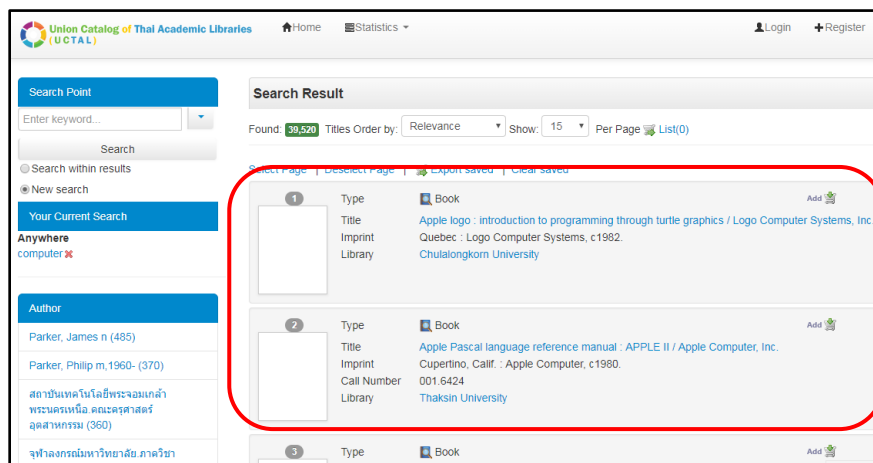 Union Catalog of Thai Academic Libraries
(UCTAL)
Home
Statistics
Login
Register
Search Point
Enter keyword...
Search
Search within results
New search
Your Current Search
Anywhere
computer
Author
Parker, James n (485)
Parker, Philip m,1960- (370)
สถาบันเทคโนโลยีพระจอมเกล้า
พระนครเหนือ คณะครุศาสตร์
อุตสาหกรรม (360)
จุฬาลงกรณ์มหาวิทยาลัย.ภาควิชา
Search Result
Found: 39,520 Titles Order by: Relevance Show: 15 Per Page List(0)
Select Page | Deselect Page | Export saved | Clear saved
1
Type Book Add
Title Apple logo : introduction to programming through turtle graphics / Logo Computer Systems, Inc.
Imprint Quebec : Logo Computer Systems, c1982.
Library Chulalongkorn University
2
Type Book Add
Title Apple Pascal language reference manual : APPLE II / Apple Computer, Inc.
Imprint Cupertino, Calif. : Apple Computer, c1980.
Call Number 001.6424
Library Thaksin University
3
Type Book Add